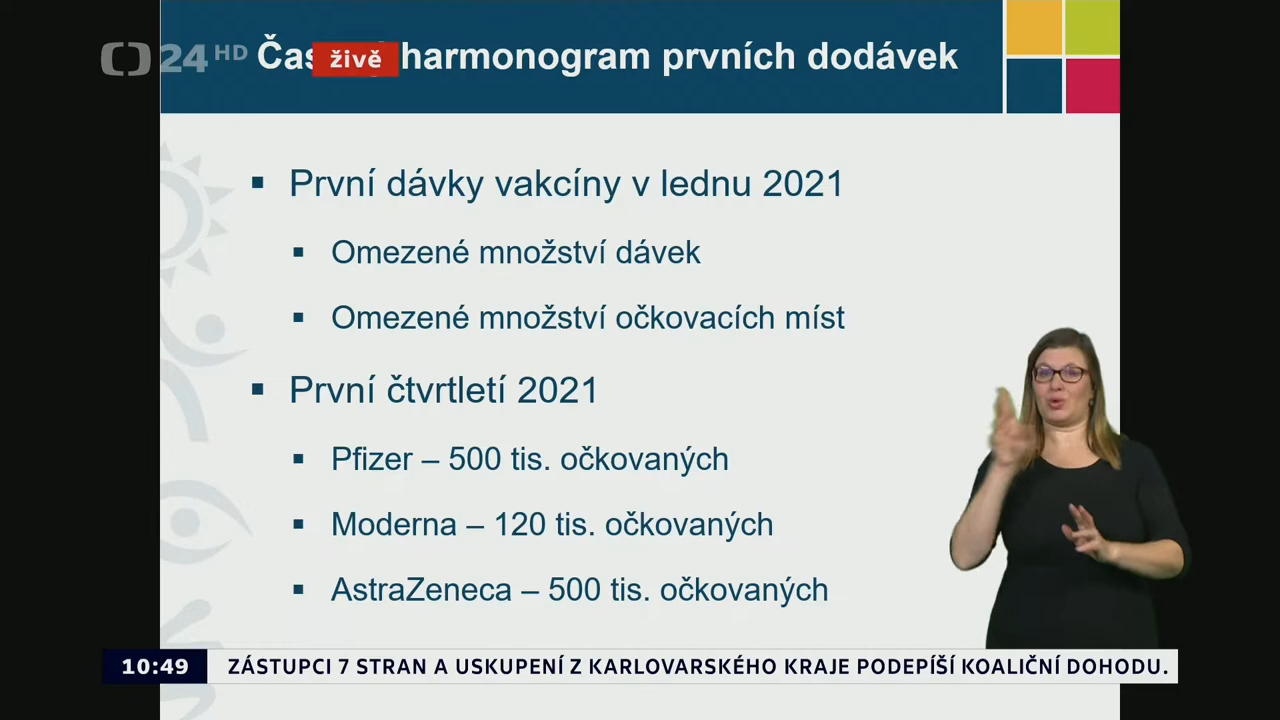 24 HD
živě
harmonogram prvních dodávek
▪ První dávky vakcíny v lednu 2021
▪ Omezené množství dávek
▪ Omezené množství očkovacích míst
▪ První čtvrtletí 2021
▪ Pfizer – 500 tis. očkovaných
▪ Moderna – 120 tis. očkovaných
▪ AstraZeneca – 500 tis. očkovaných
10:49 ZÁSTUPCI 7 STRAN A USKUPENÍ Z KARLOVARSKÉHO KRAJE PODEPÍŠÍ KOALIČNÍ DOHODU.